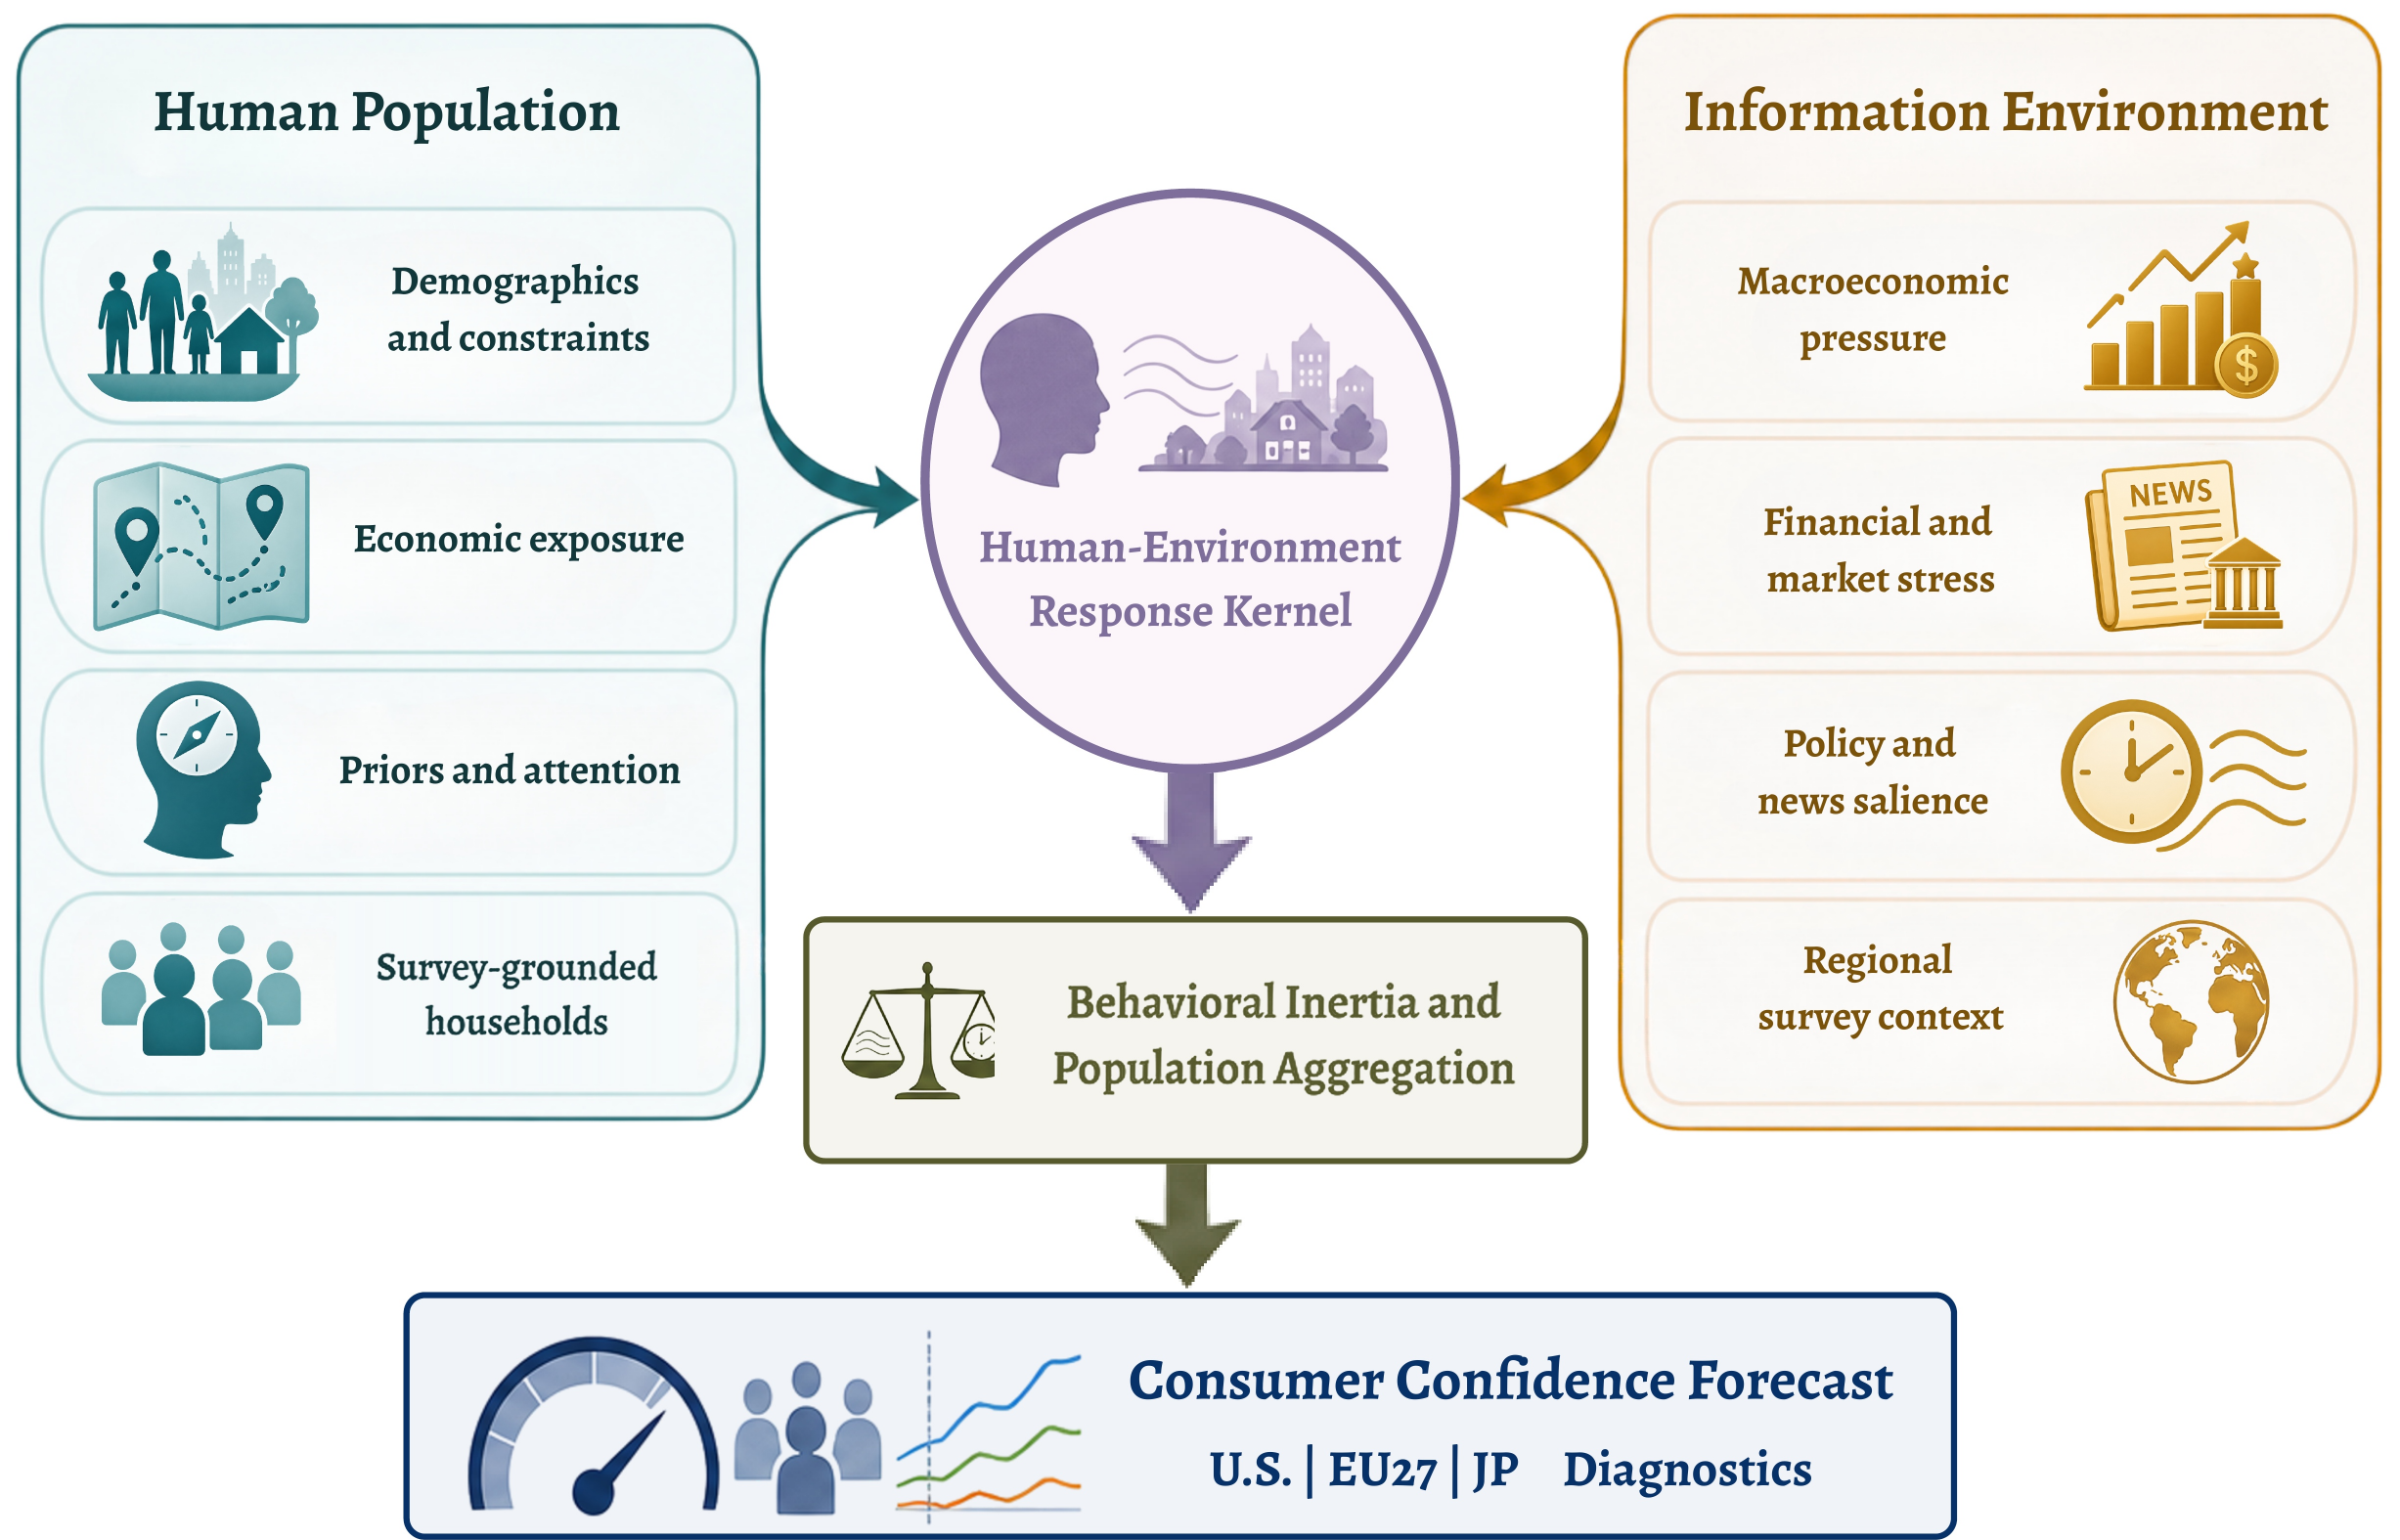 Human Population
Demographics
and constraints
Economic exposure
Priors and attention
Survey-grounded
households
Human-Environment
Response Kernel
Information Environment
Macroeconomic
pressure
$
Financial and
market stress
NEWS
Policy and
news salience
Regional
survey context
Behavioral Inertia and
Population Aggregation
Consumer Confidence Forecast
U.S. | EU27 | JP Diagnostics